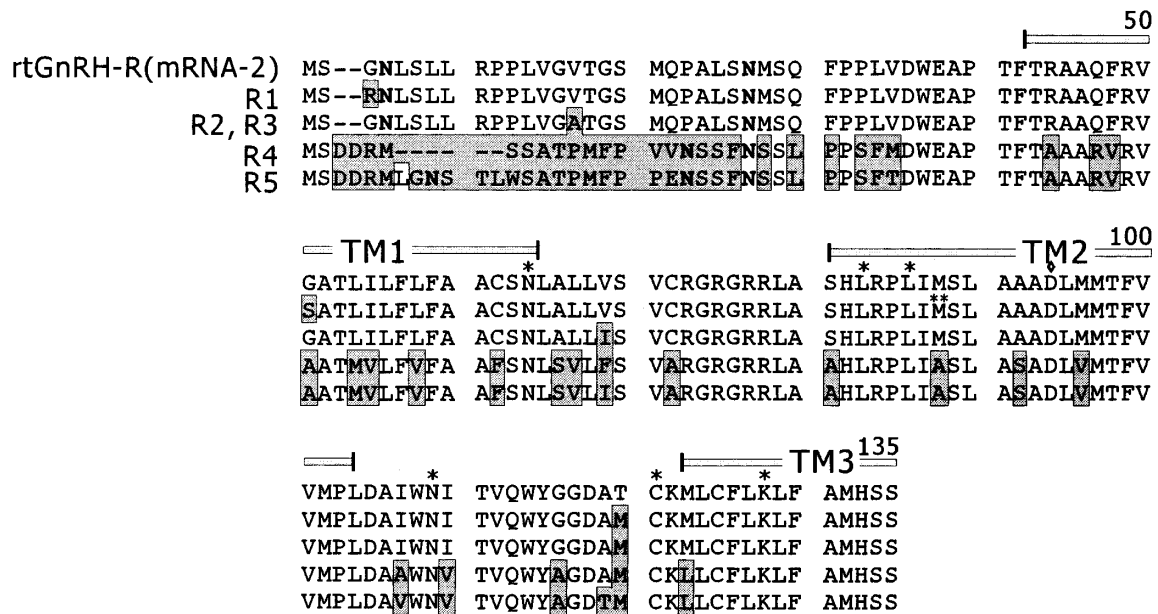 50
rtGnRH-R(mRNA-2) MS--GNLSLL RPPLVGVTGS MQPALSNMSQ FPPLVDWEAP TFTRAAQFRV
R1 MS--RNLSLL RPPLVGVTGS MQPALSNMSQ FPPLVDWEAP TFTRAAQFRV
R2, R3 MS--GNLSLL RPPLVGATGS MQPALSNMSQ FPPLVDWEAP TFTRAAQFRV
R4 MSDDRM---- --SSATPMFP VVNSSFNSSL PPSFMDWEAP TFTAAARVRV
R5 MSDDRMLGNS TLWSATPMFP PENSSFNSSL PPSFTDWEAP TFTAAARVRV
TM1 TM2 100
* * * ◊
GATLILFLFA ACSNLALLVS VCRGRGRRLA SHLRPLIMSL AAADLMMTFV
**
SATLILFLFA ACSNLALLVS VCRGRGRRLA SHLRPLIMSL AAADLMMTFV
GATLILFLFA ACSNLALLIS VCRGRGRRLA SHLRPLIMSL AAADLMMTFV
AATMVLFVFA AFSNLSVLFS VARGRGRRLA AHLRPLIASL ASADLVMTFV
AATMVLFVFA AFSNLSVLIS VARGRGRRLA AHLRPLIASL ASADLVMTFV
TM3 135
* * *
VMPLDAIWNI TVQWYGGDAT CKMLCFLKLF AMHSS
VMPLDAIWNI TVQWYGGDAM CKMLCFLKLF AMHSS
VMPLDAIWNI TVQWYGGDAM CKMLCFLKLF AMHSS
VMPLDAAWNV TVQWYAGDAM CKLLCFLKLF AMHSS
VMPLDAVWNV TVQWYAGDTM CKLLCFLKLF AMHSS